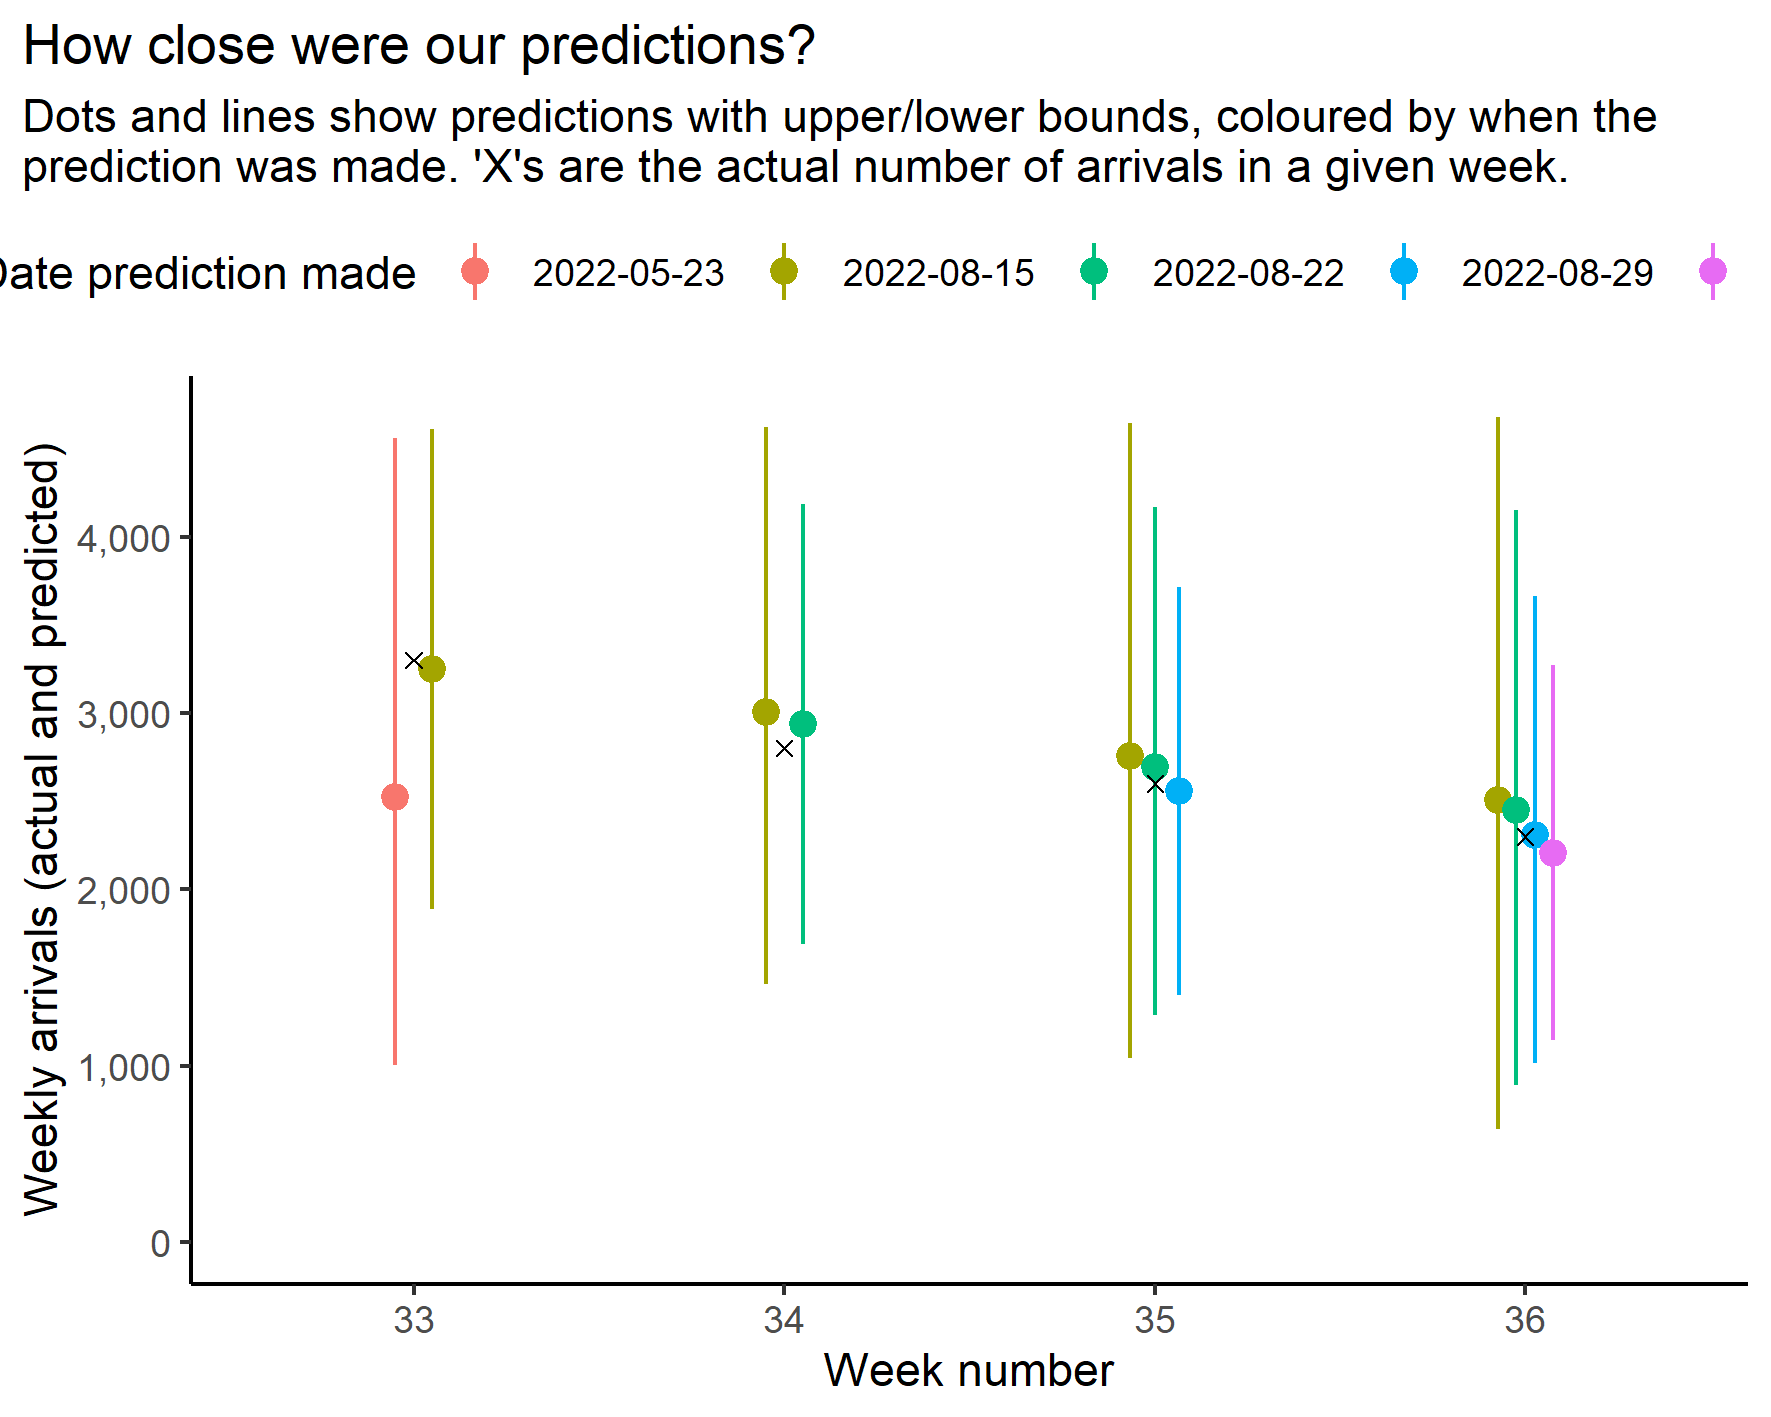 How close were our predictions?
Dots and lines show predictions with upper/lower bounds, coloured by when the
prediction was made. 'X's are the actual number of arrivals in a given week.
Date prediction made 2022-05-23 2022-08-15 2022-08-22 2022-08-29
Weekly arrivals (actual and predicted)
4,000
3,000
2,000
1,000
0
33 34 35 36
Week number